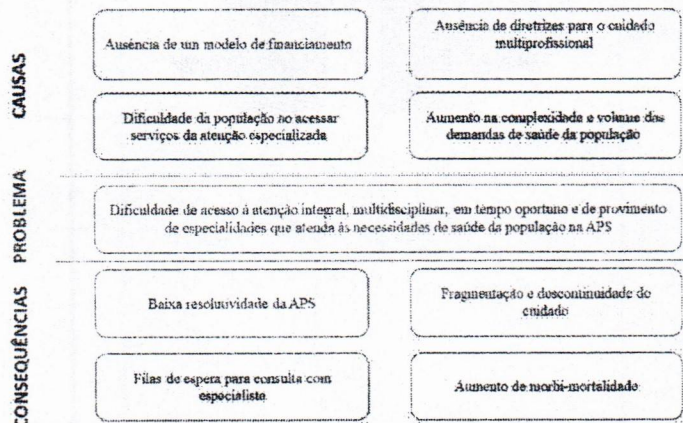 CAUSAS
Ausência de um modelo de financiamento
Ausência de diretrizes para o cuidado
multiprofissional
Dificuldade da população no acessar
serviços da atenção especializada
Aumento na complexidade e volume das
demandas de saúde da população
PROBLEMA
Dificuldade de acesso à atenção integral, multidisciplinar, em tempo oportuno e de provimento
de especialidades que atenda às necessidades de saúde da população na APS
CONSEQUÊNCIAS
Baixa resolutividade da APS
Fragmentação e descontinuidade do
cuidado
Filas de espera para consulta com
especialista
Aumento de morbi-mortalidade